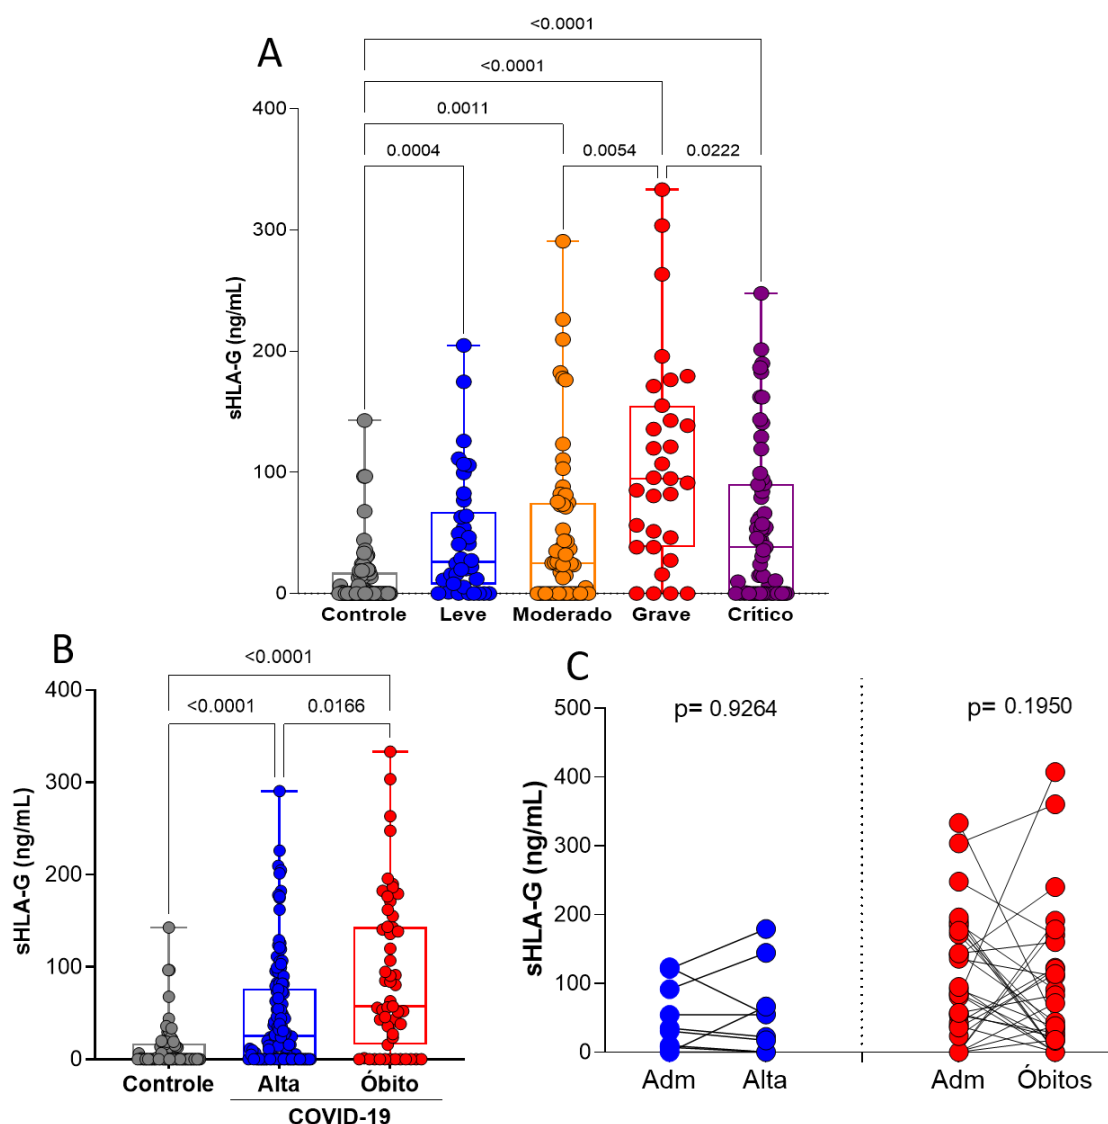 A
<0.0001
<0.0001
0.0011
0.0004
0.0054
0.0222
sHLA-G (ng/mL)
400
300
200
100
0
Controle Leve Moderado Grave Crítico
B
<0.0001
<0.0001
0.0166
sHLA-G (ng/mL)
400
300
200
100
0
Controle Alta Óbito
COVID-19
C
p= 0.9264
p= 0.1950
sHLA-G (ng/mL)
500
400
300
200
100
0
Adm Alta Adm Óbitos